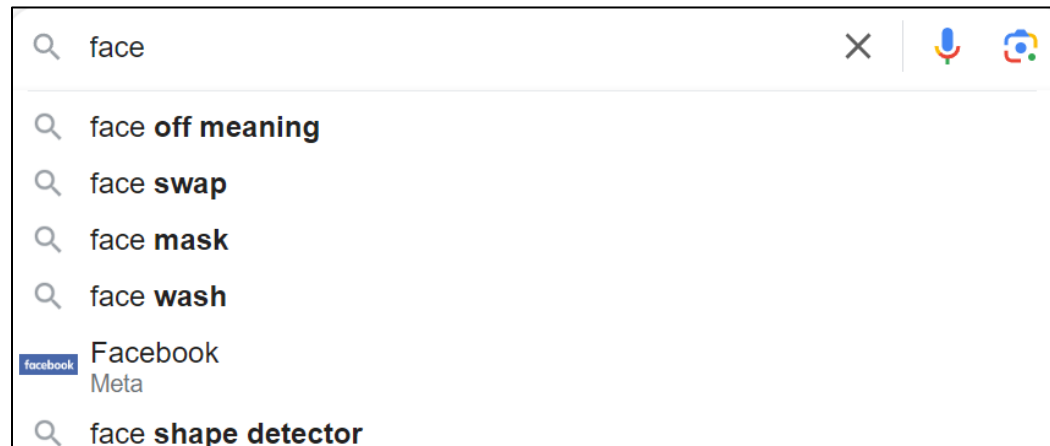 face
face off meaning
face swap
face mask
face wash
facebook
Facebook
Meta
face shape detector